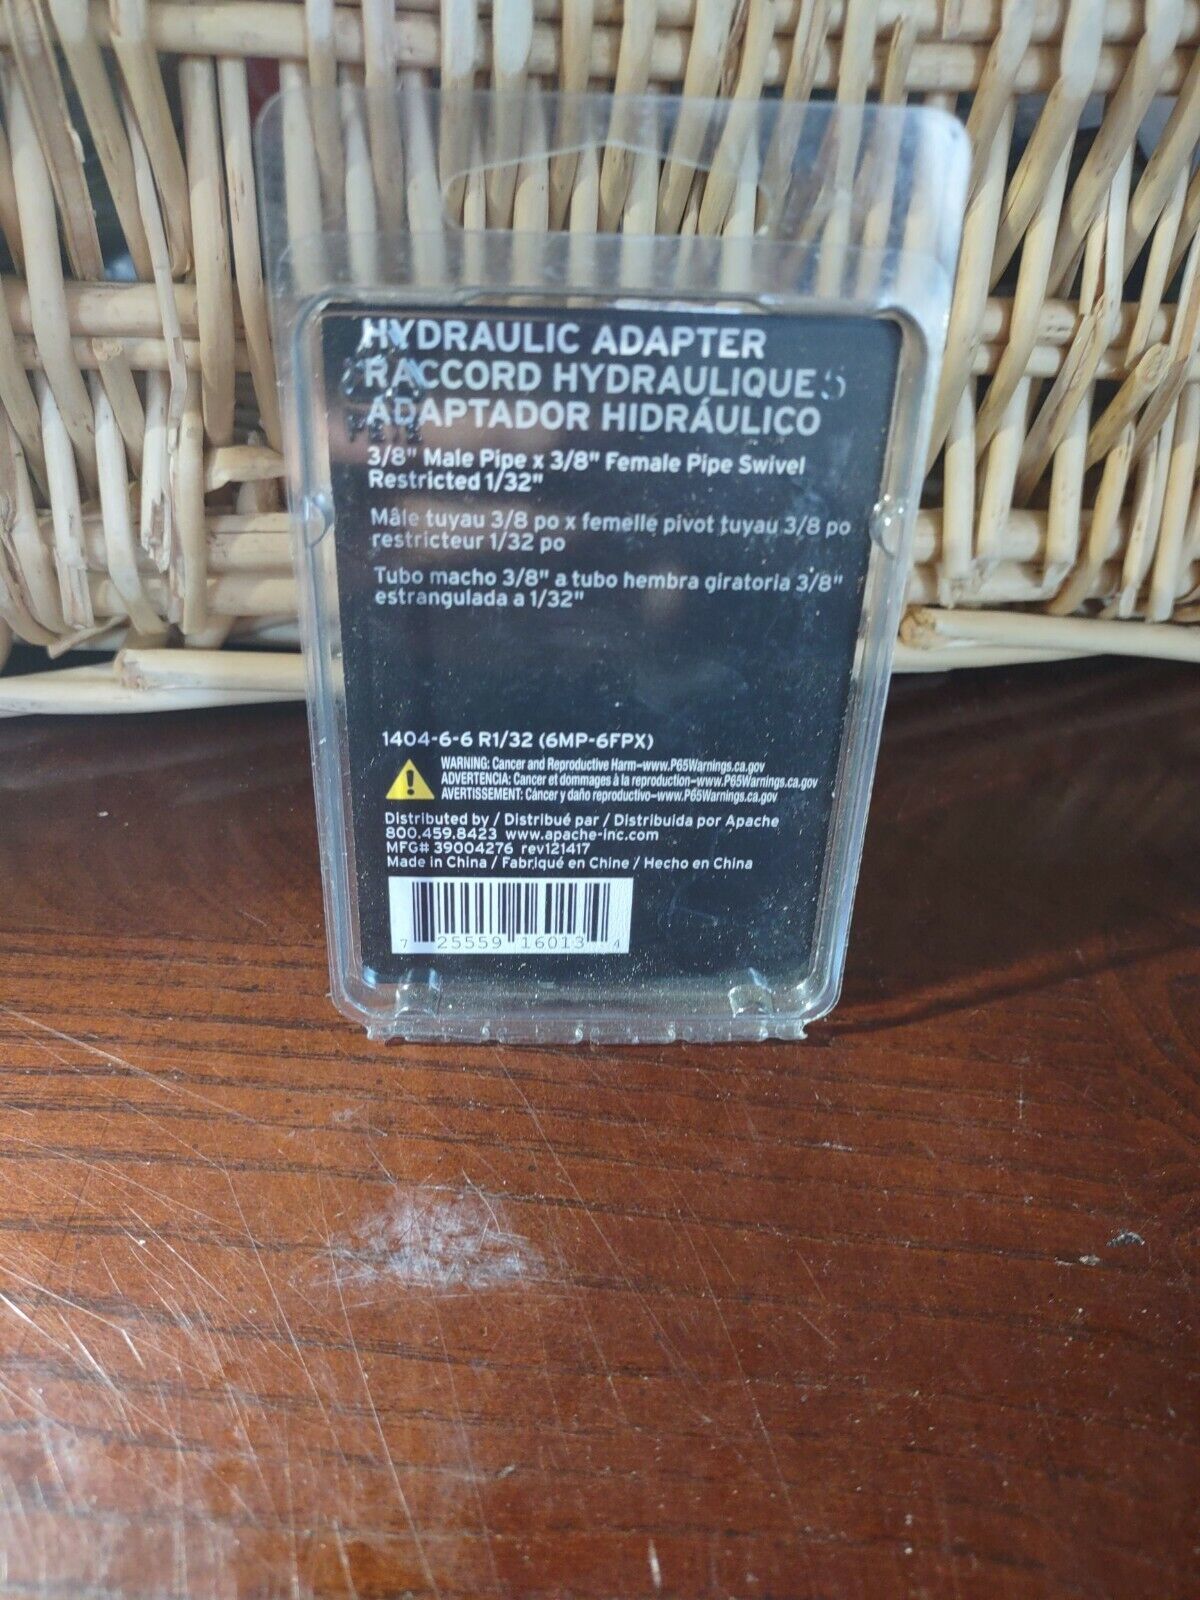 HYDRAULIC ADAPTER
RACCORD HYDRAULIQUE
ADAPTADOR HIDRÁULICO
3/8" Male Pipe x 3/8" Female Pipe Swivel
Restricted 1/32"
Mâle tuyau 3/8 po x femelle pivot tuyau 3/8 po
restricteur 1/32 po
Tubo macho 3/8" a tubo hembra giratoria 3/8"
estrangulada a 1/32"
1404-6-6 R1/32 (6MP-6FPX)
WARNING: Cancer and Reproductive Harm–www.P65Warnings.ca.gov
ADVERTENCIA: Cancer et dommages à la reproduction–www.P65Warnings.ca.gov
AVERTISSEMENT: Cáncer y daño reproductivo–www.P65Warnings.ca.gov
Distributed by / Distribué par / Distribuida por Apache
800.459.8423 www.apache-inc.com
MFG# 39004276 rev121417
Made in China / Fabriqué en Chine / Hecho en China
7 25559 16013 4